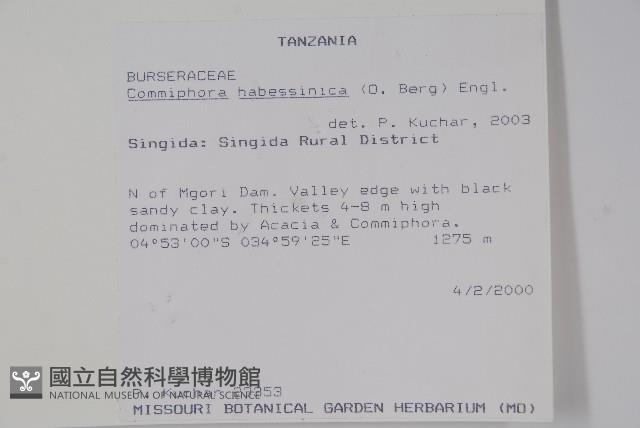 TANZANIA
BURSERACEAE
Commiphora habessinica (O. Berg) Engl.
det. P. Kuchar, 2003
Singida: Singida Rural District
N of Mgori Dam. Valley edge with black
sandy clay. Thickets 4-8 m high
dominated by Acacia & Commiphora.
04°53'00"S 034°59'25"E 1275 m
4/2/2000
P. Kuchar
MISSOURI BOTANICAL GARDEN HERBARIUM (MO)
國立自然科學博物館
NATIONAL MUSEUM OF NATURAL SCIENCE